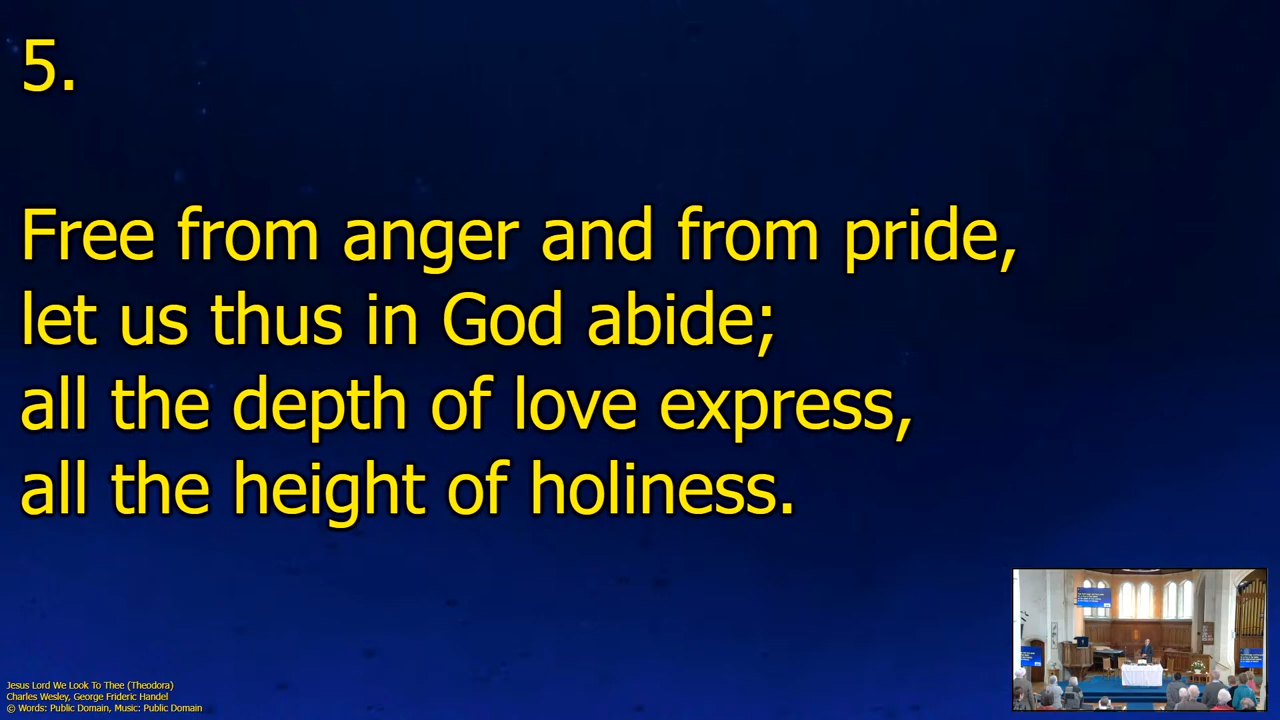 5.
Free from anger and from pride,
let us thus in God abide;
all the depth of love express,
all the height of holiness.
Jesus Lord We Look To Thee (Theodora)
Charles Wesley, George Frideric Handel
© Words: Public Domain, Music: Public Domain